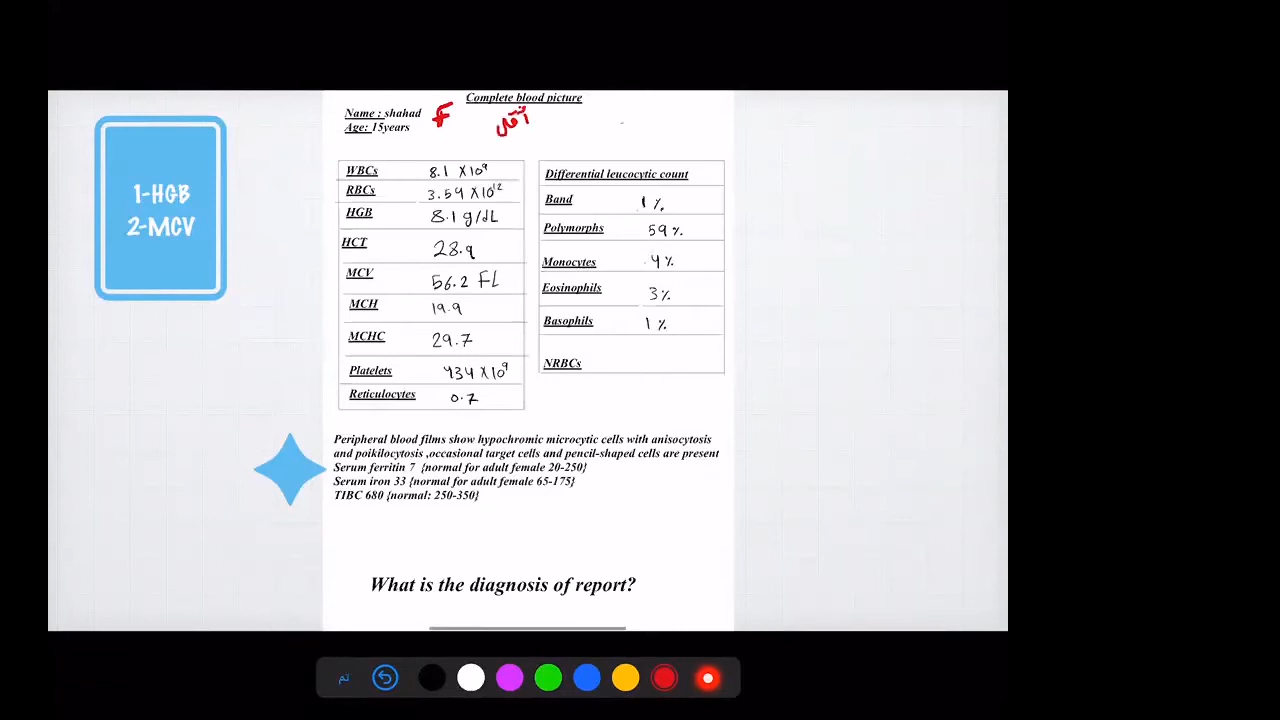 Complete blood picture
Name : shahad F
Age: 15years
1-HGB
2-MCV
WBCs 8.1 X10⁹
RBCs 3.59 X10¹²
HGB 8.1 g/dL
HCT 28.9
MCV 56.2 FL
MCH 19.9
MCHC 29.7
Platelets 434 X10⁹
Reticulocytes 0.7
Differential leucocytic count
Band 1 %
Polymorphs 59 %
Monocytes 4 %
Eosinophils 3 %
Basophils 1 %
NRBCs
Peripheral blood films show hypochromic microcytic cells with anisocytosis
and poikilocytosis ,occasional target cells and pencil-shaped cells are present
Serum ferritin 7 {normal for adult female 20-250}
Serum iron 33 {normal for adult female 65-175}
TIBC 680 {normal: 250-350}
What is the diagnosis of report?
تم